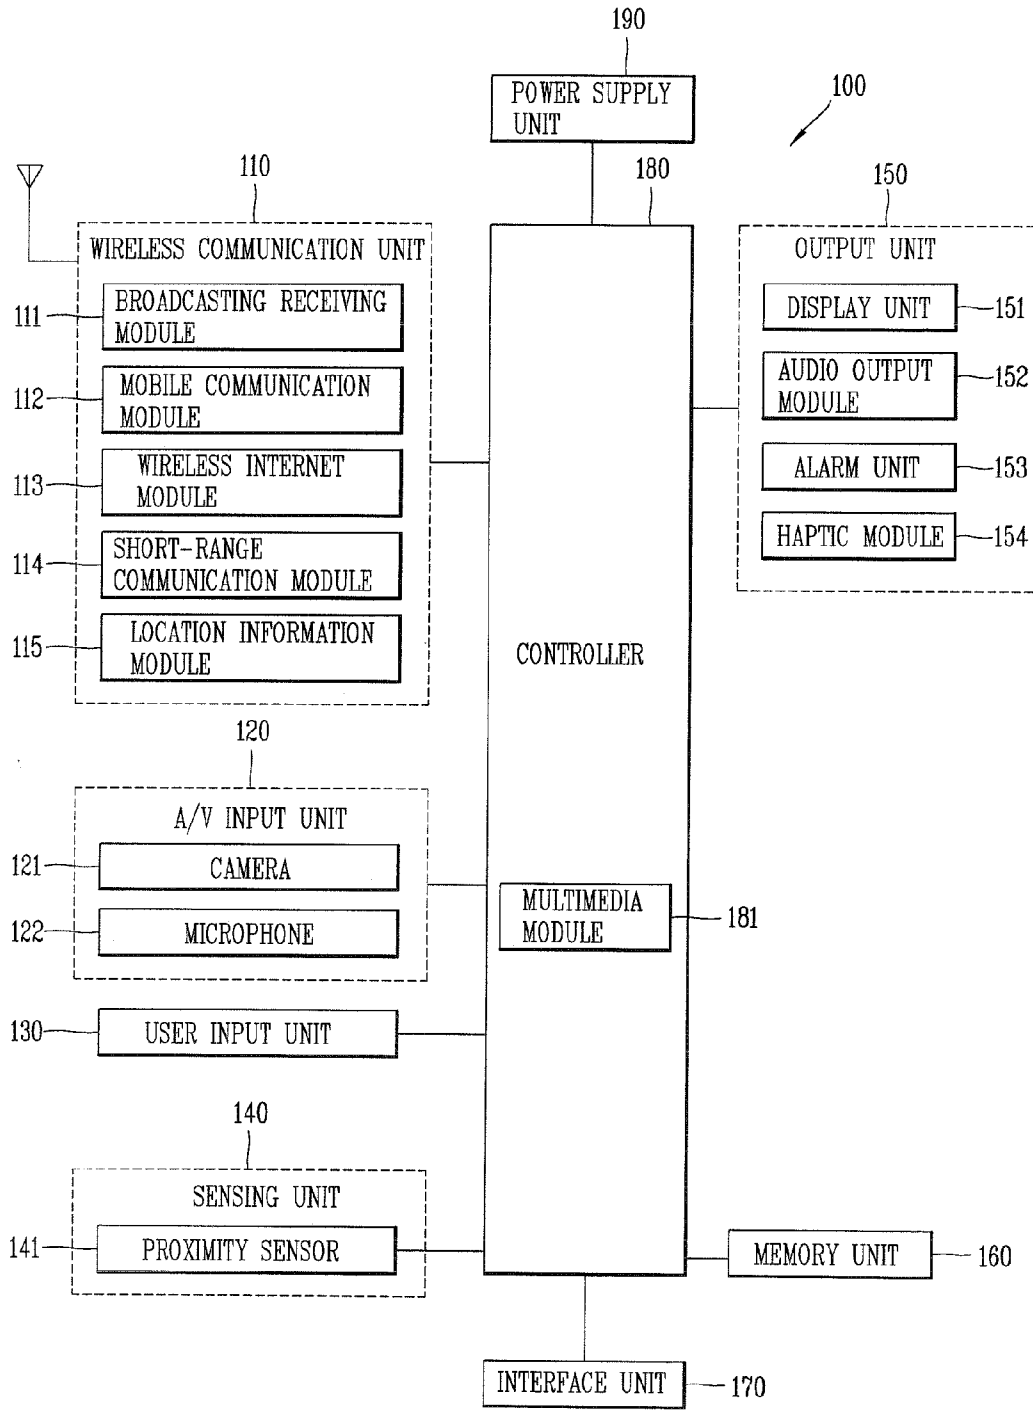 190
POWER SUPPLY
UNIT
100
110
180
150
WIRELESS COMMUNICATION UNIT
111
BROADCASTING RECEIVING
MODULE
112
MOBILE COMMUNICATION
MODULE
113
WIRELESS INTERNET
MODULE
114
SHORT-RANGE
COMMUNICATION MODULE
115
LOCATION INFORMATION
MODULE
OUTPUT UNIT
DISPLAY UNIT
151
AUDIO OUTPUT
MODULE
152
ALARM UNIT
153
HAPTIC MODULE
154
CONTROLLER
120
A/V INPUT UNIT
121
CAMERA
122
MICROPHONE
MULTIMEDIA
MODULE
181
130
USER INPUT UNIT
140
SENSING UNIT
141
PROXIMITY SENSOR
MEMORY UNIT
160
INTERFACE UNIT
170